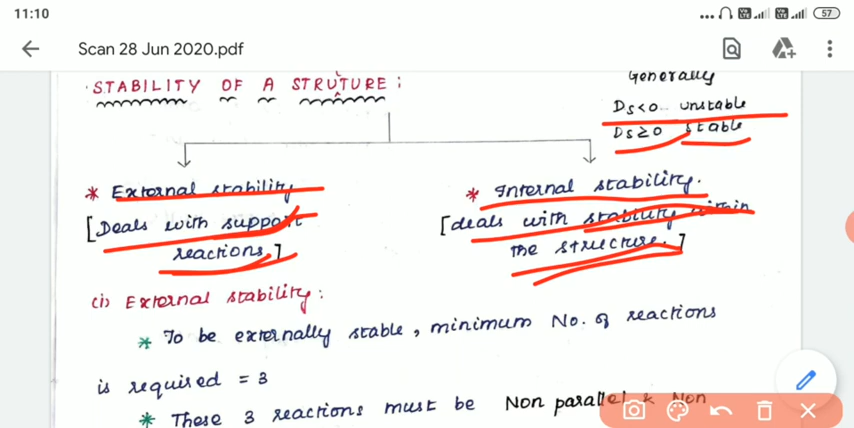 11:10
57
Scan 28 Jun 2020.pdf
STABILITY OF A STRUTURE :
Generally
Ds<0 unstable
Ds≥0 stable
* External stability
[Deals with support
reactions.]
* Internal stability.
[deals with stability within
the structure.]
(i) External stability:
* To be externally stable, minimum No. of reactions
is required = 3
* These 3 reactions must be Non parallel & Non